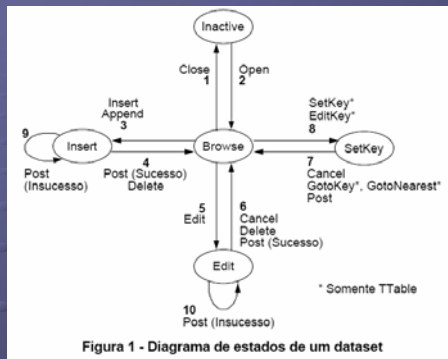 Inactive
Close
1
Open
2
Insert
Append
3
SetKey*
EditKey*
8
9
Insert
Browse
SetKey
Post
(Insucesso)
4
Post (Sucesso)
Delete
7
Cancel
GotoKey*, GotoNearest*
Post
5
Edit
6
Cancel
Delete
Post (Sucesso)
Edit
* Somente TTable
10
Post (Insucesso)
Figura 1 - Diagrama de estados de um dataset